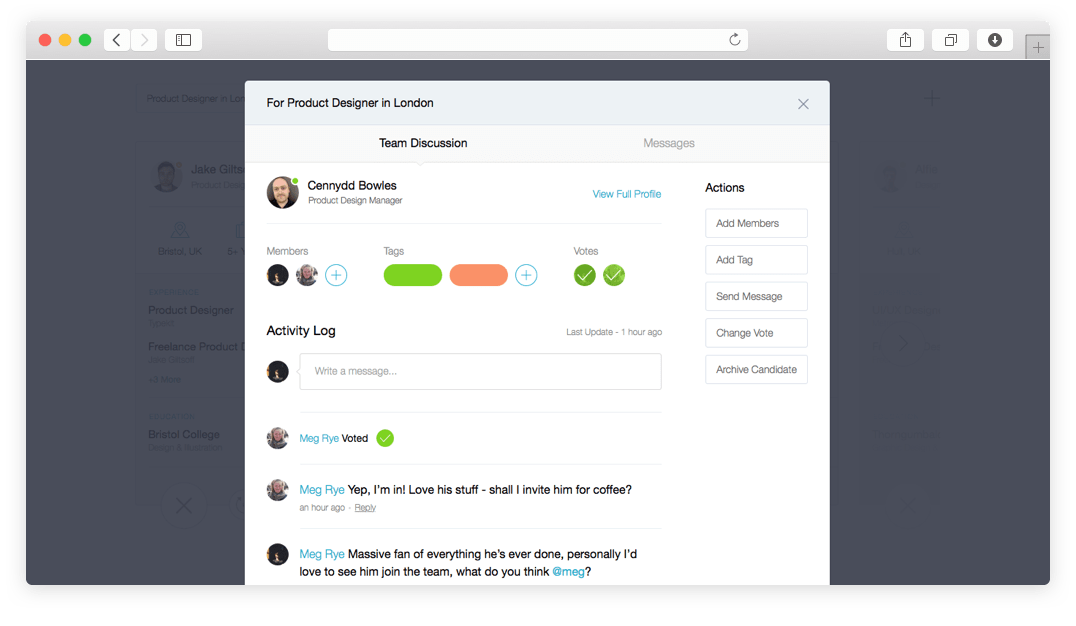 For Product Designer in London
Team Discussion
Messages
Cennydd Bowles
Product Design Manager
View Full Profile
Members
Tags
Votes
Activity Log
Last Update - 1 hour ago
Write a message...
Meg Rye Voted
Meg Rye Yep, I'm in! Love his stuff - shall I invite him for coffee?
an hour ago · Reply
Meg Rye Massive fan of everything he's ever done, personally I'd
love to see him join the team, what do you think @meg?
Actions
Add Members
Add Tag
Send Message
Change Vote
Archive Candidate
Product Designer in
Jake
Product
Bristol, UK
5+
Product Designer
Freelance Product
+3 More
Bristol College